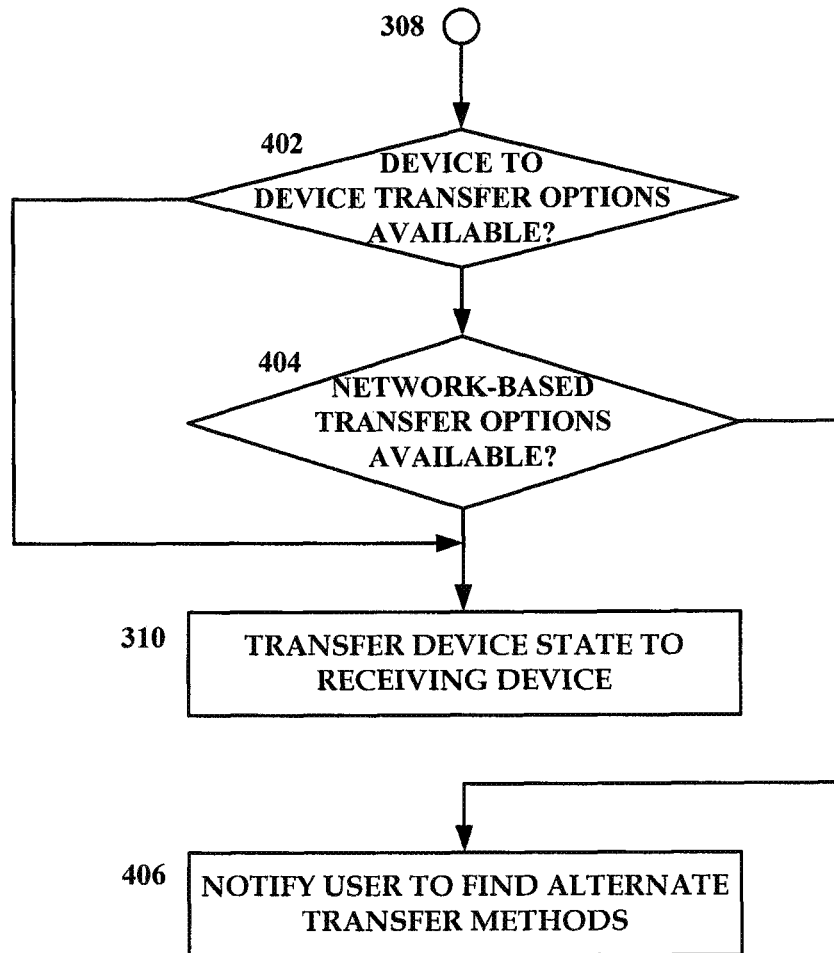 308
402
DEVICE TO
DEVICE TRANSFER OPTIONS
AVAILABLE?
404
NETWORK-BASED
TRANSFER OPTIONS
AVAILABLE?
310
TRANSFER DEVICE STATE TO
RECEIVING DEVICE
406
NOTIFY USER TO FIND ALTERNATE
TRANSFER METHODS